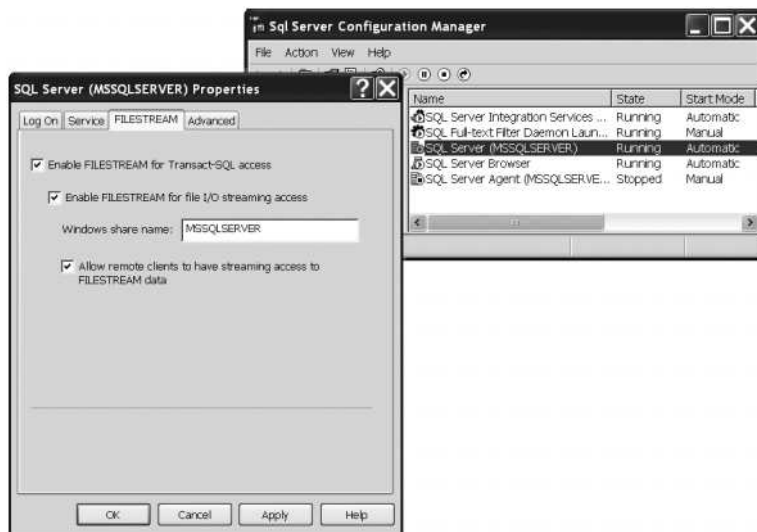 Sql Server Configuration Manager
File Action View Help
Name State Start Mode
SQL Server Integration Services ... Running Automatic
SQL Full-text Filter Daemon Laun... Running Manual
SQL Server (MSSQLSERVER) Running Automatic
SQL Server Browser Running Automatic
SQL Server Agent (MSSQLSERVE... Stopped Manual
SQL Server (MSSQLSERVER) Properties
Log On Service FILESTREAM Advanced
Enable FILESTREAM for Transact-SQL access
Enable FILESTREAM for file I/O streaming access
Windows share name: MSSQLSERVER
Allow remote clients to have streaming access to
FILESTREAM data
OK Cancel Apply Help